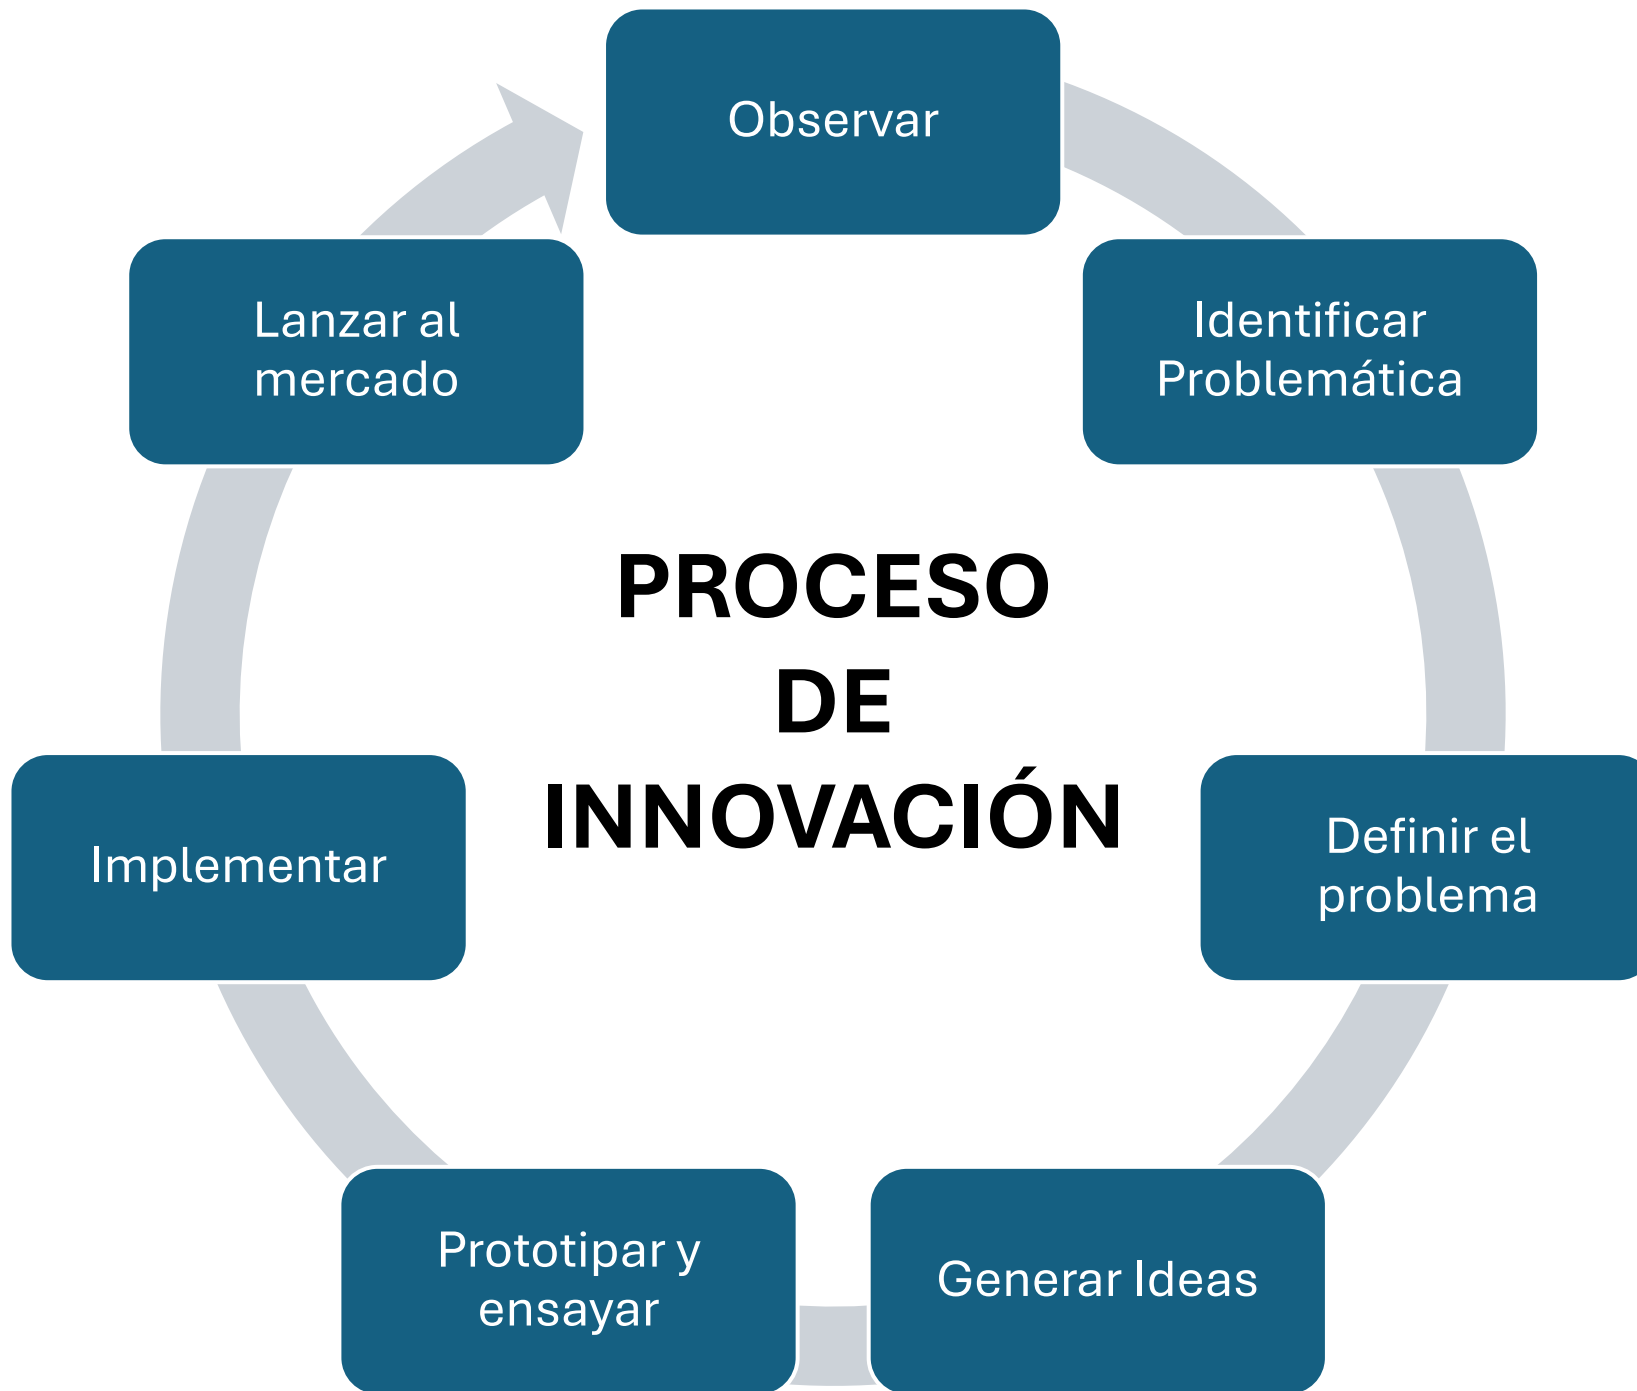 Observar
Identificar
Problemática
Definir el
problema
Generar Ideas
Prototipar y
ensayar
Implementar
Lanzar al
mercado
PROCESO
DE
INNOVACIÓN